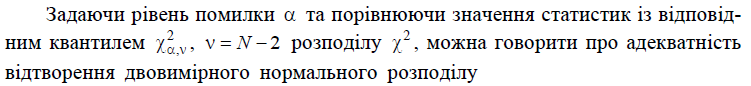 Задаючи рівень помилки α та порівнюючи значення статистик із відповід-
ним квантилем χ²α,ν, ν = N − 2 розподілу χ², можна говорити про адекватність
відтворення двовимірного нормального розподілу